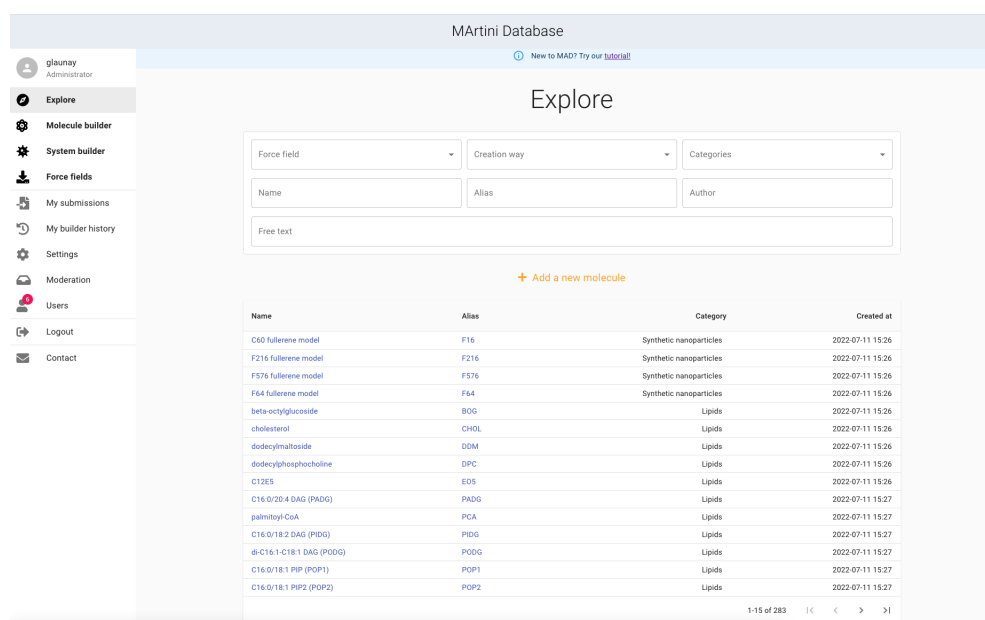 MArtini Database
glaunay
Administrator
Explore
Molecule builder
System builder
Force fields
My submissions
My builder history
Settings
Moderation
6
Users
Logout
Contact
New to MAD? Try our tutorial!
Explore
Force field Creation way Categories
Name Alias Author
Free text
+ Add a new molecule
Name Alias Category Created at
C60 fullerene model F16 Synthetic nanoparticles 2022-07-11 15:26
F216 fullerene model F216 Synthetic nanoparticles 2022-07-11 15:26
F576 fullerene model F576 Synthetic nanoparticles 2022-07-11 15:26
F64 fullerene model F64 Synthetic nanoparticles 2022-07-11 15:26
beta-octylglucoside BOG Lipids 2022-07-11 15:26
cholesterol CHOL Lipids 2022-07-11 15:26
dodecylmaltoside DDM Lipids 2022-07-11 15:26
dodecylphosphocholine DPC Lipids 2022-07-11 15:26
C12E5 EO5 Lipids 2022-07-11 15:26
C16:0/20:4 DAG (PADG) PADG Lipids 2022-07-11 15:27
palmitoyl-CoA PCA Lipids 2022-07-11 15:27
C16:0/18:2 DAG (PIDG) PIDG Lipids 2022-07-11 15:27
di-C16:1-C18:1 DAG (PODG) PODG Lipids 2022-07-11 15:27
C16:0/18:1 PIP (POP1) POP1 Lipids 2022-07-11 15:27
C16:0/18:1 PIP2 (POP2) POP2 Lipids 2022-07-11 15:27
1-15 of 283